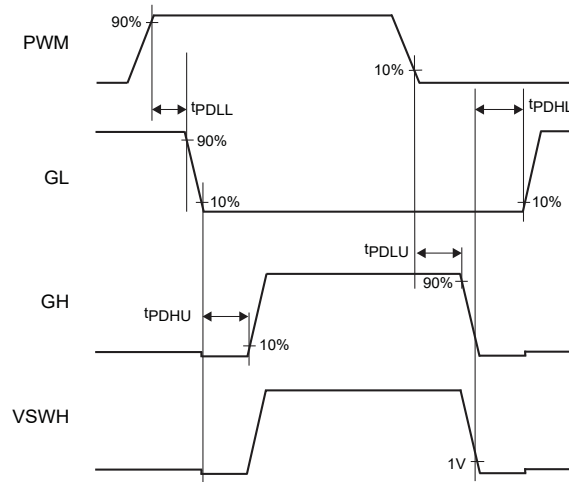 PWM
90%
10%
tPDLL
tPDHL
GL
90%
10%
10%
tPDLU
GH
90%
tPDHU
10%
VSWH
1V